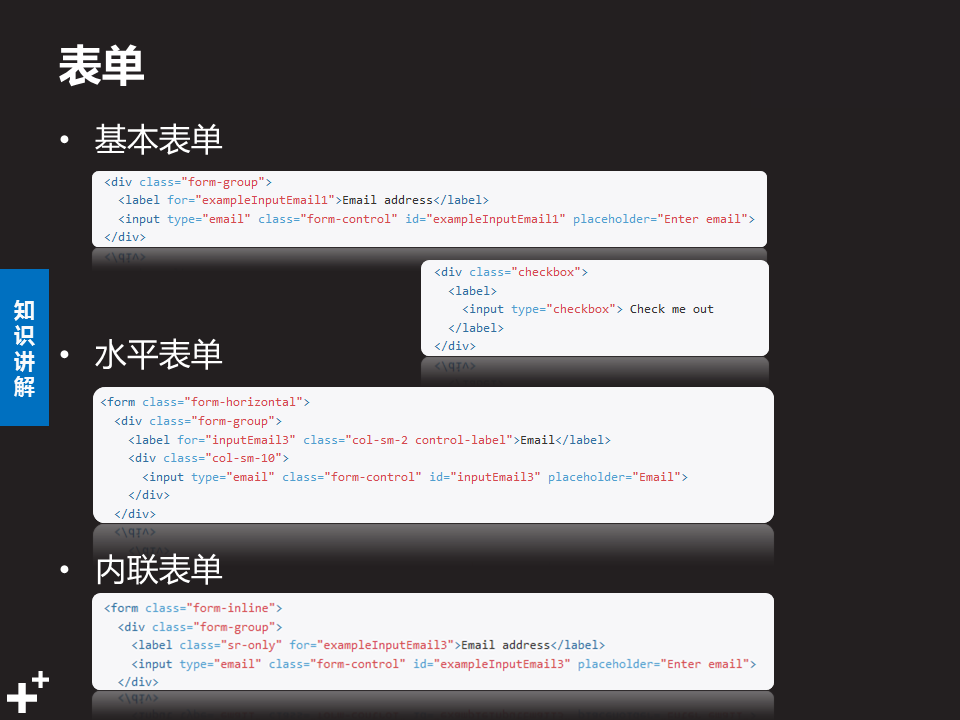 表单
• 基本表单
<div class="form-group">
  <label for="exampleInputEmail1">Email address</label>
  <input type="email" class="form-control" id="exampleInputEmail1" placeholder="Enter email">
</div>
<div class="checkbox">
  <label>
    <input type="checkbox"> Check me out
  </label>
</div>
知识讲解
• 水平表单
<form class="form-horizontal">
  <div class="form-group">
    <label for="inputEmail3" class="col-sm-2 control-label">Email</label>
    <div class="col-sm-10">
      <input type="email" class="form-control" id="inputEmail3" placeholder="Email">
    </div>
  </div>
• 内联表单
<form class="form-inline">
  <div class="form-group">
    <label class="sr-only" for="exampleInputEmail3">Email address</label>
    <input type="email" class="form-control" id="exampleInputEmail3" placeholder="Enter email">
  </div>